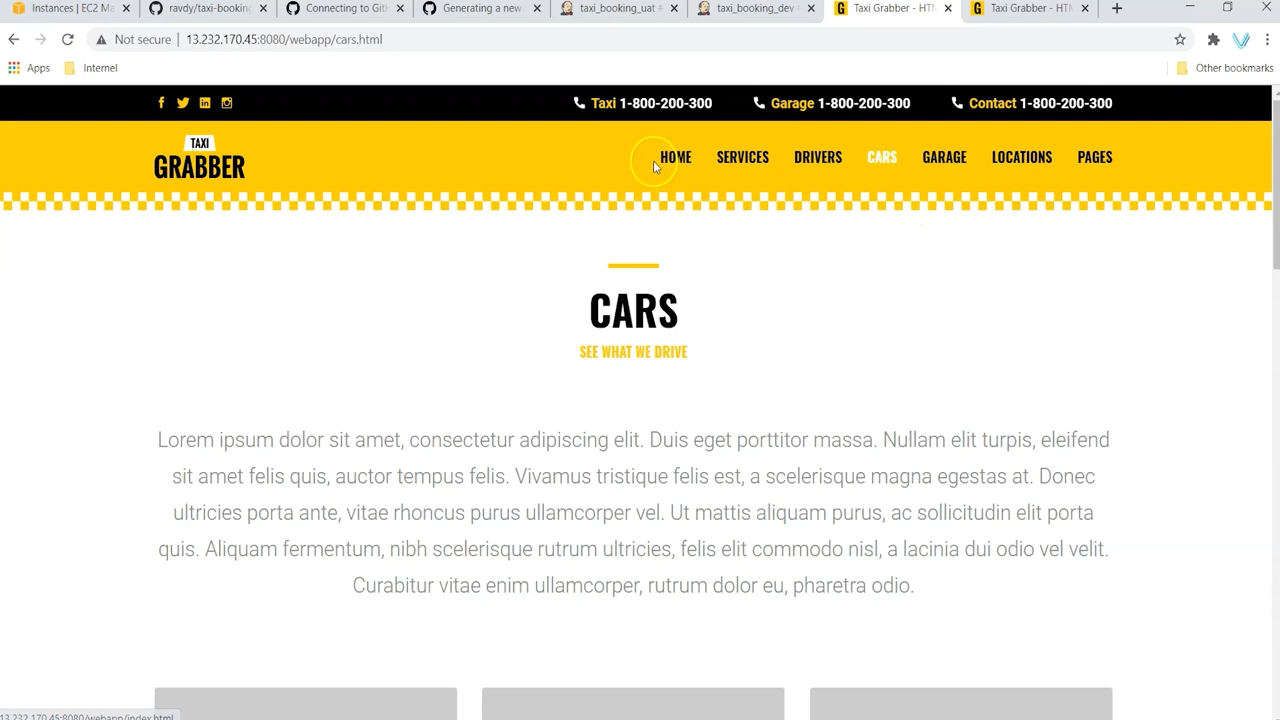 Instances | EC2 Ma
ravdy/taxi-booking
Connecting to Gith
Generating a new
taxi_booking_uat #
taxi_booking_dev
Taxi Grabber - HTM
Taxi Grabber - HTM
Not secure | 13.232.170.45:8080/webapp/cars.html
Apps
Internet
Other bookmarks
Taxi 1-800-200-300
Garage 1-800-200-300
Contact 1-800-200-300
TAXI
GRABBER
HOME
SERVICES
DRIVERS
CARS
GARAGE
LOCATIONS
PAGES
CARS
SEE WHAT WE DRIVE
Lorem ipsum dolor sit amet, consectetur adipiscing elit. Duis eget porttitor massa. Nullam elit turpis, eleifend
sit amet felis quis, auctor tempus felis. Vivamus tristique felis est, a scelerisque magna egestas at. Donec
ultricies porta ante, vitae rhoncus purus ullamcorper vel. Ut mattis aliquam purus, ac sollicitudin elit porta
quis. Aliquam fermentum, nibh scelerisque rutrum ultricies, felis elit commodo nisl, a lacinia dui odio vel velit.
Curabitur vitae enim ullamcorper, rutrum dolor eu, pharetra odio.
13.232.170.45:8080/webapp/index.html